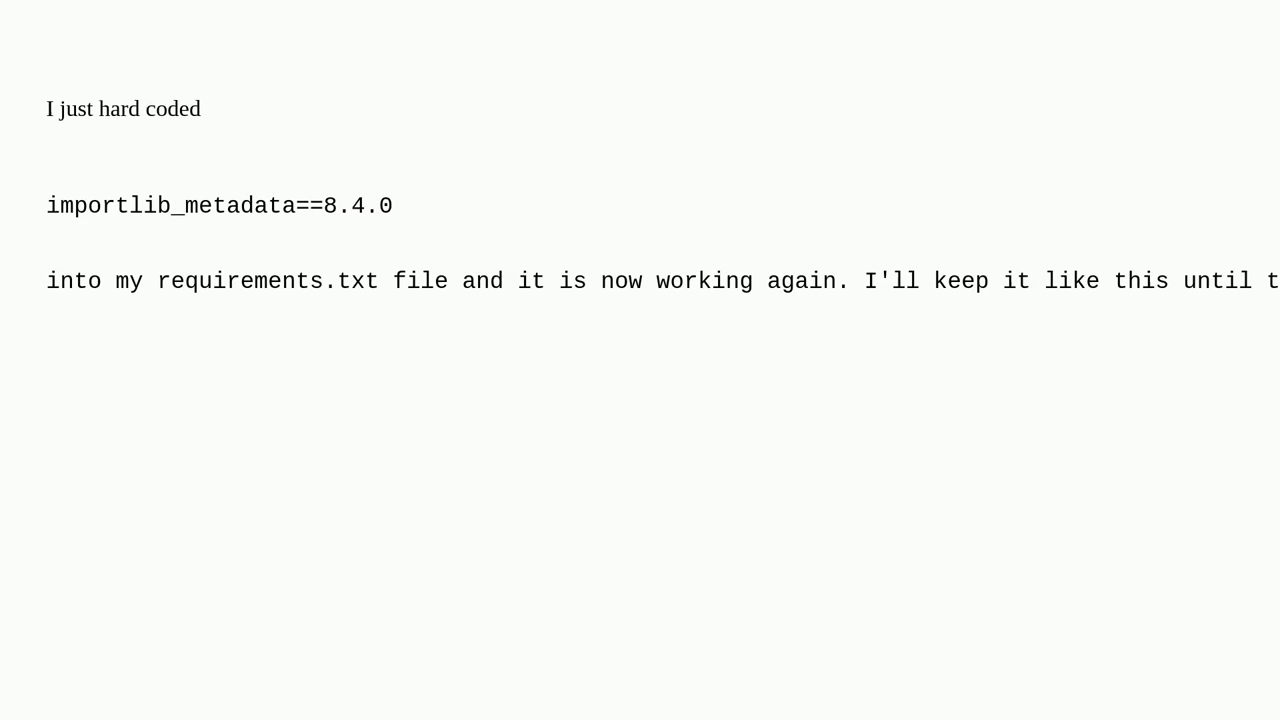 I just hard coded
importlib_metadata==8.4.0
into my requirements.txt file and it is now working again. I'll keep it like this until